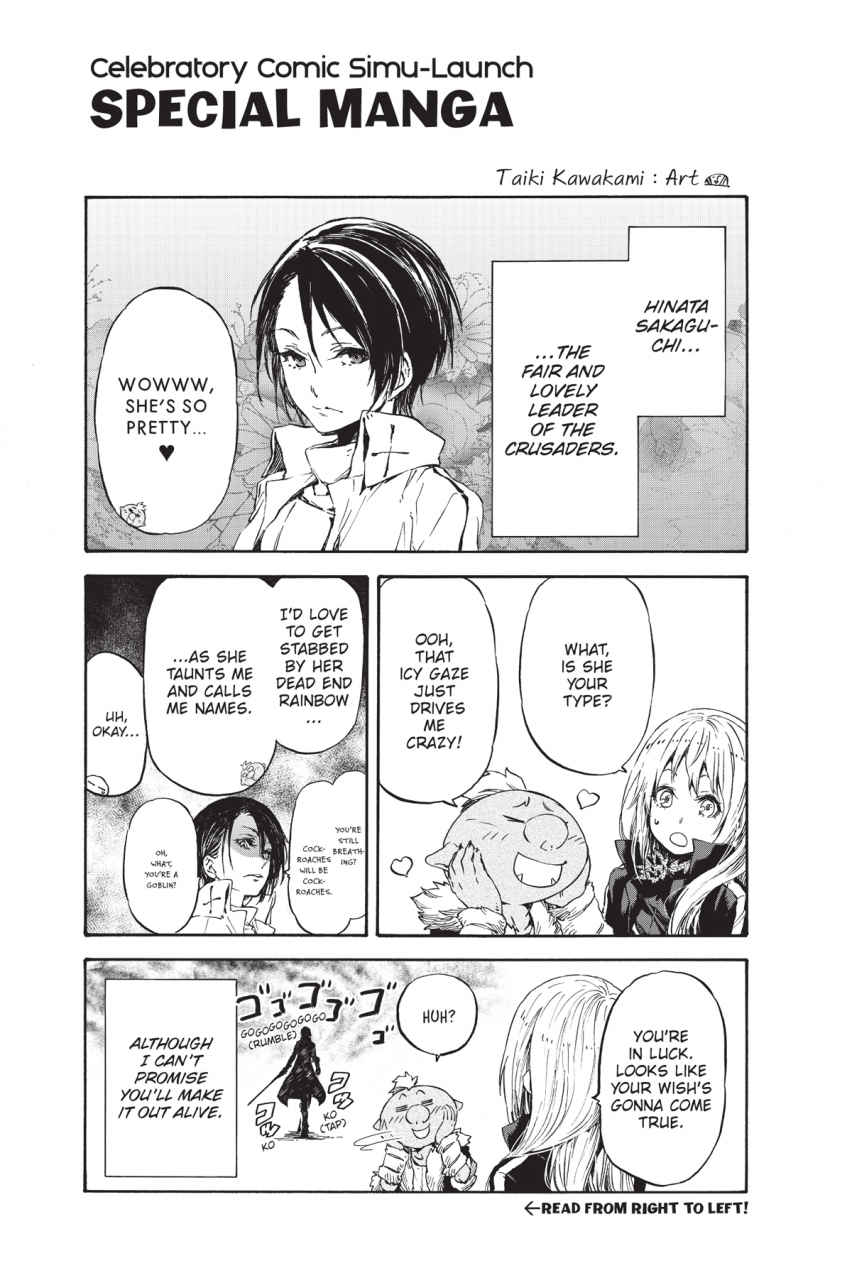 Celebratory Comic Simu-Launch
SPECIAL MANGA
Taiki Kawakami : Art
HINATA
SAKAGU-
CHI...
...THE
FAIR AND
LOVELY
LEADER
OF THE
CRUSADERS.
WOWWW,
SHE'S SO
PRETTY...
♥
WHAT,
IS SHE
YOUR
TYPE?
OOH,
THAT
ICY GAZE
JUST
DRIVES
ME
CRAZY!
I'D LOVE
TO GET
STABBED
BY HER
DEAD END
RAINBOW
...
...AS SHE
TAUNTS ME
AND CALLS
ME NAMES.
UH,
OKAY...
YOU'RE
STILL
BREATH-
ING?
COCK-
ROACHES
WILL BE
COCK-
ROACHES.
OH,
WHAT,
YOU'RE A
GOBLIN?
YOU'RE
IN LUCK.
LOOKS LIKE
YOUR WISH'S
GONNA COME
TRUE.
HUH?
ゴゴゴゴゴゴ
GOGOGOGOGOGO
(RUMBLE)
コツ
KO
(TAP)
コツ
KO
ALTHOUGH
I CAN'T
PROMISE
YOU'LL MAKE
IT OUT ALIVE.
←READ FROM RIGHT TO LEFT!